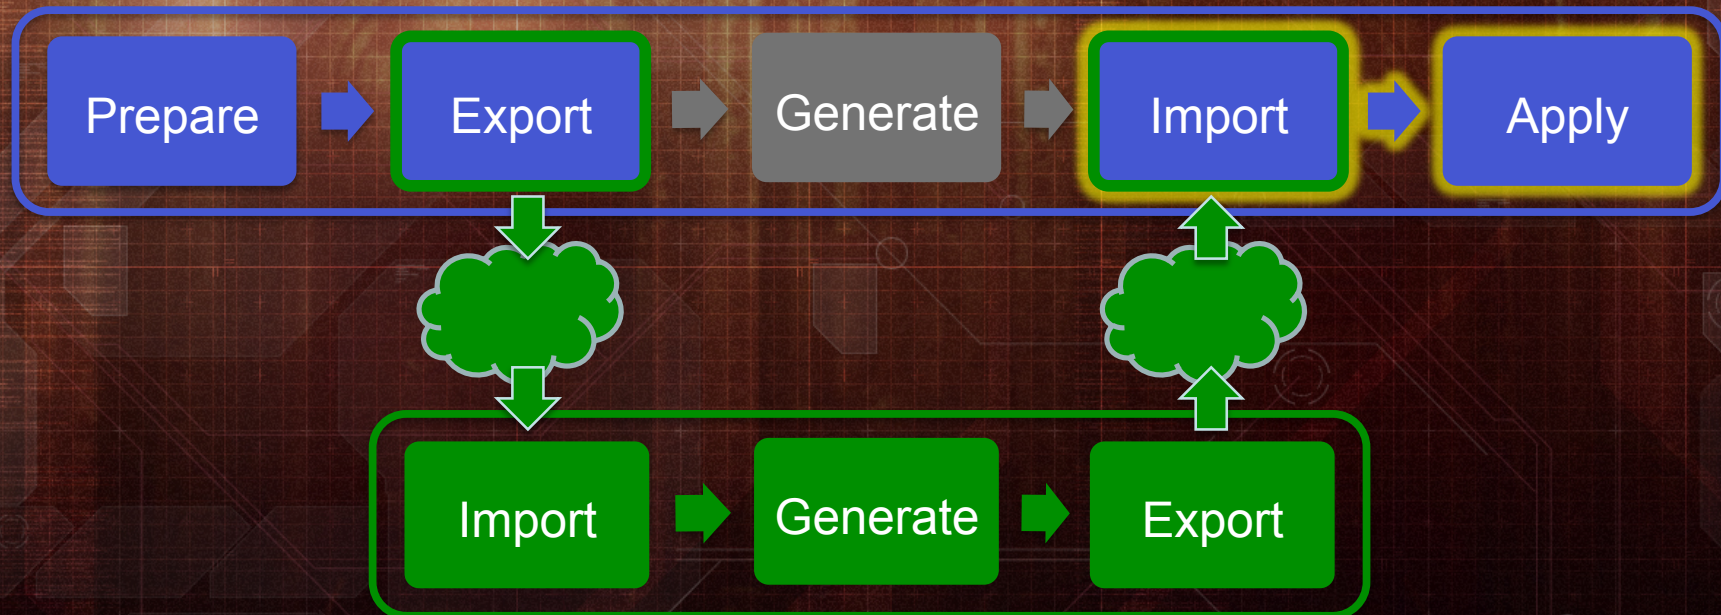 Prepare
Export
Generate
Import
Apply
Import
Generate
Export